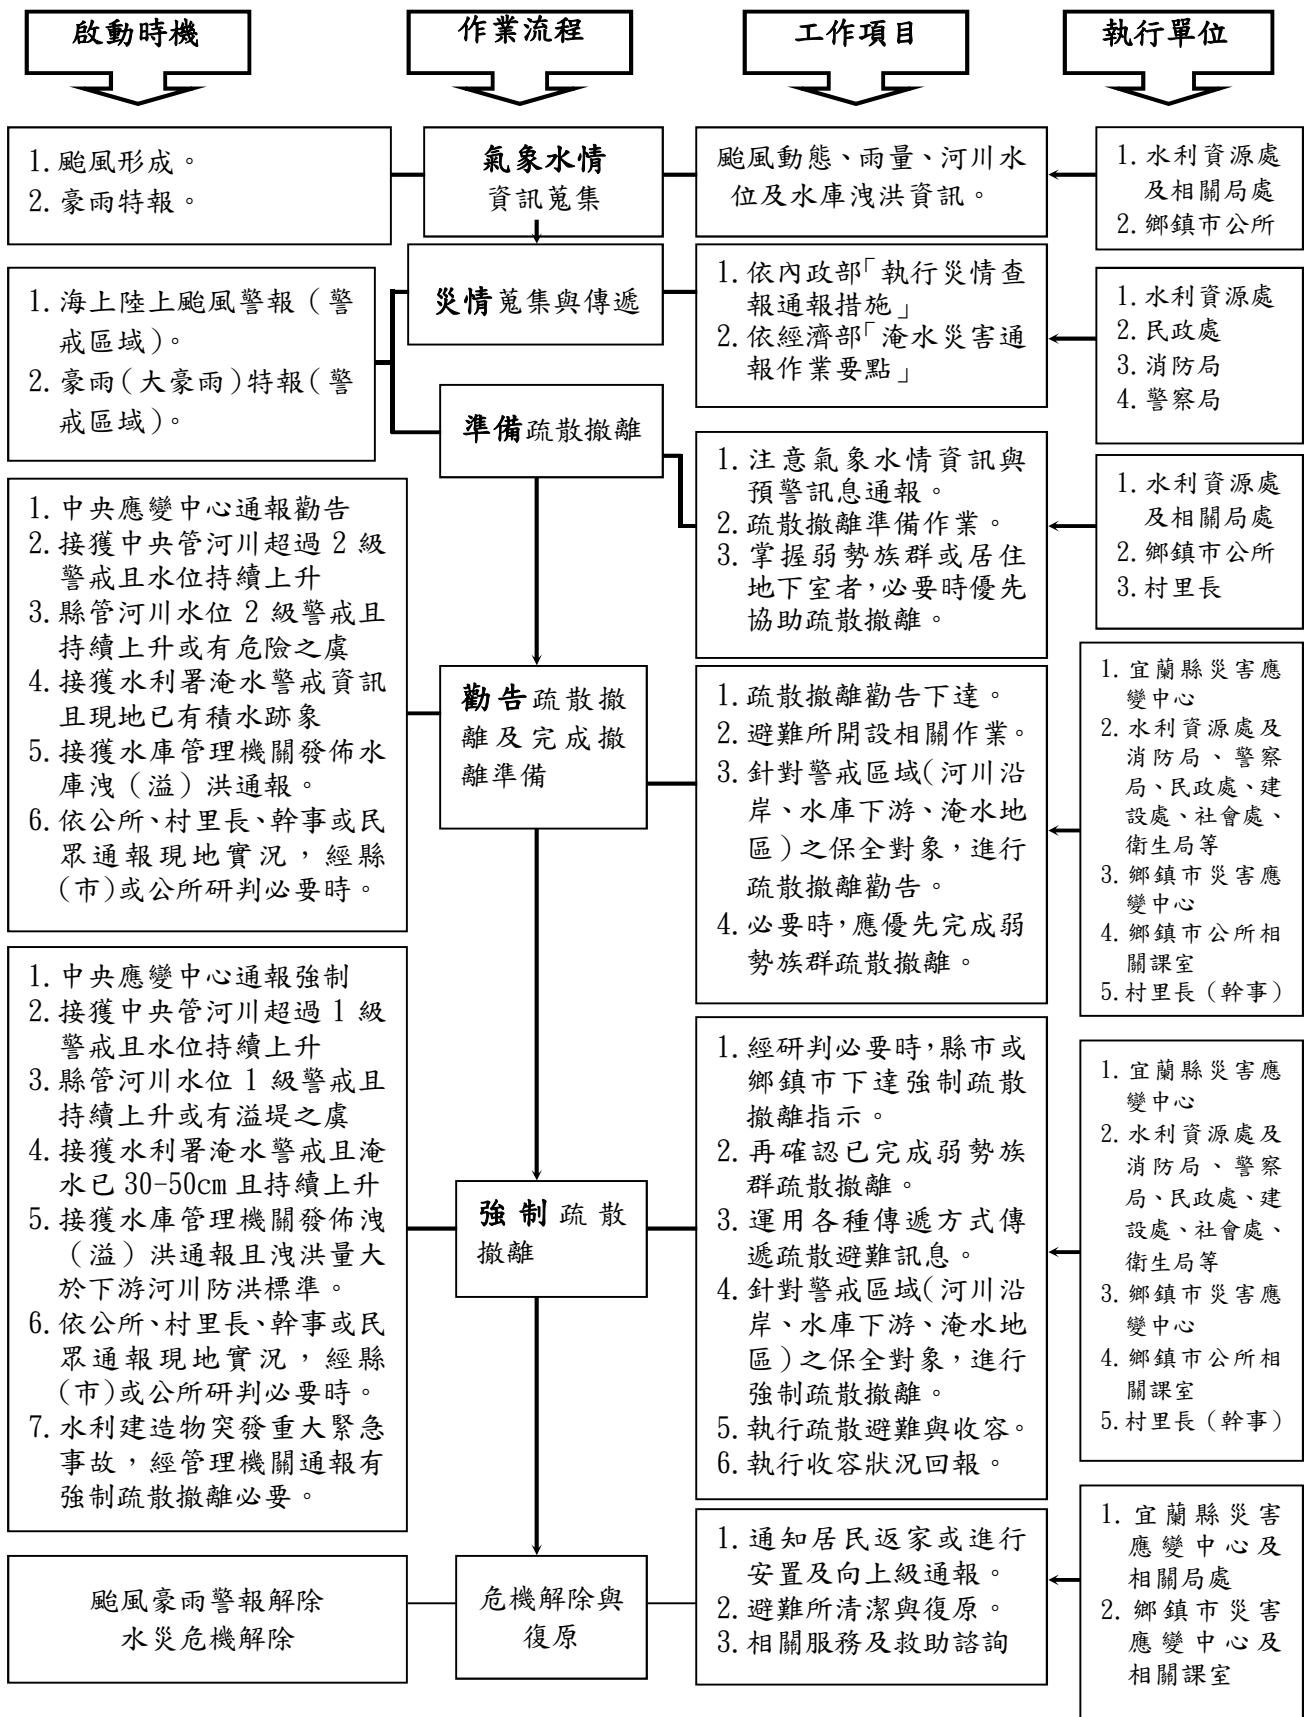 啟動時機
作業流程
工作項目
執行單位
1.颱風形成。
2.豪雨特報。
氣象水情
資訊蒐集
颱風動態、雨量、河川水
位及水庫洩洪資訊。
1.水利資源處
及相關局處
2.鄉鎮市公所
1.海上陸上颱風警報(警
戒區域)。
2.豪雨(大豪雨)特報(警
戒區域)。
災情蒐集與傳遞
1.依內政部「執行災情查
報通報措施」
2.依經濟部「淹水災害通
報作業要點」
1.水利資源處
2.民政處
3.消防局
4.警察局
準備疏散撤離
1.注意氣象水情資訊與
預警訊息通報。
2.疏散撤離準備作業。
3.掌握弱勢族群或居住
地下室者,必要時優先
協助疏散撤離。
1.水利資源處
及相關局處
2.鄉鎮市公所
3.村里長
1.中央應變中心通報勸告
2.接獲中央管河川超過 2 級
警戒且水位持續上升
3.縣管河川水位 2 級警戒且
持續上升或有危險之虞
4.接獲水利署淹水警戒資訊
且現地已有積水跡象
5.接獲水庫管理機關發佈水
庫洩(溢)洪通報。
6.依公所、村里長、幹事或民
眾通報現地實況,經縣
(市)或公所研判必要時。
勸告疏散撤
離及完成撤
離準備
1.疏散撤離勸告下達。
2.避難所開設相關作業。
3.針對警戒區域(河川沿
岸、水庫下游、淹水地
區)之保全對象,進行
疏散撤離勸告。
4.必要時,應優先完成弱
勢族群疏散撤離。
1.宜蘭縣災害應
變中心
2.水利資源處及
消防局、警察
局、民政處、建
設處、社會處、
衛生局等
3.鄉鎮市災害應
變中心
4.鄉鎮市公所相
關課室
5.村里長(幹事)
1.中央應變中心通報強制
2.接獲中央管河川超過 1 級
警戒且水位持續上升
3.縣管河川水位 1 級警戒且
持續上升或有溢堤之虞
4.接獲水利署淹水警戒且淹
水已 30-50cm 且持續上升
5.接獲水庫管理機關發佈洩
(溢)洪通報且洩洪量大
於下游河川防洪標準。
6.依公所、村里長、幹事或民
眾通報現地實況,經縣
(市)或公所研判必要時。
7.水利建造物突發重大緊急
事故,經管理機關通報有
強制疏散撤離必要。
強制疏散
撤離
1.經研判必要時,縣市或
鄉鎮市下達強制疏散
撤離指示。
2.再確認已完成弱勢族
群疏散撤離。
3.運用各種傳遞方式傳
遞疏散避難訊息。
4.針對警戒區域(河川沿
岸、水庫下游、淹水地
區)之保全對象,進行
強制疏散撤離。
5.執行疏散避難與收容。
6.執行收容狀況回報。
1.宜蘭縣災害應
變中心
2.水利資源處及
消防局、警察
局、民政處、建
設處、社會處、
衛生局等
3.鄉鎮市災害應
變中心
4.鄉鎮市公所相
關課室
5.村里長(幹事)
颱風豪雨警報解除
水災危機解除
危機解除與
復原
1.通知居民返家或進行
安置及向上級通報。
2.避難所清潔與復原。
3.相關服務及救助諮詢
1.宜蘭縣災害
應變中心及
相關局處
2.鄉鎮市災害
應變中心及
相關課室